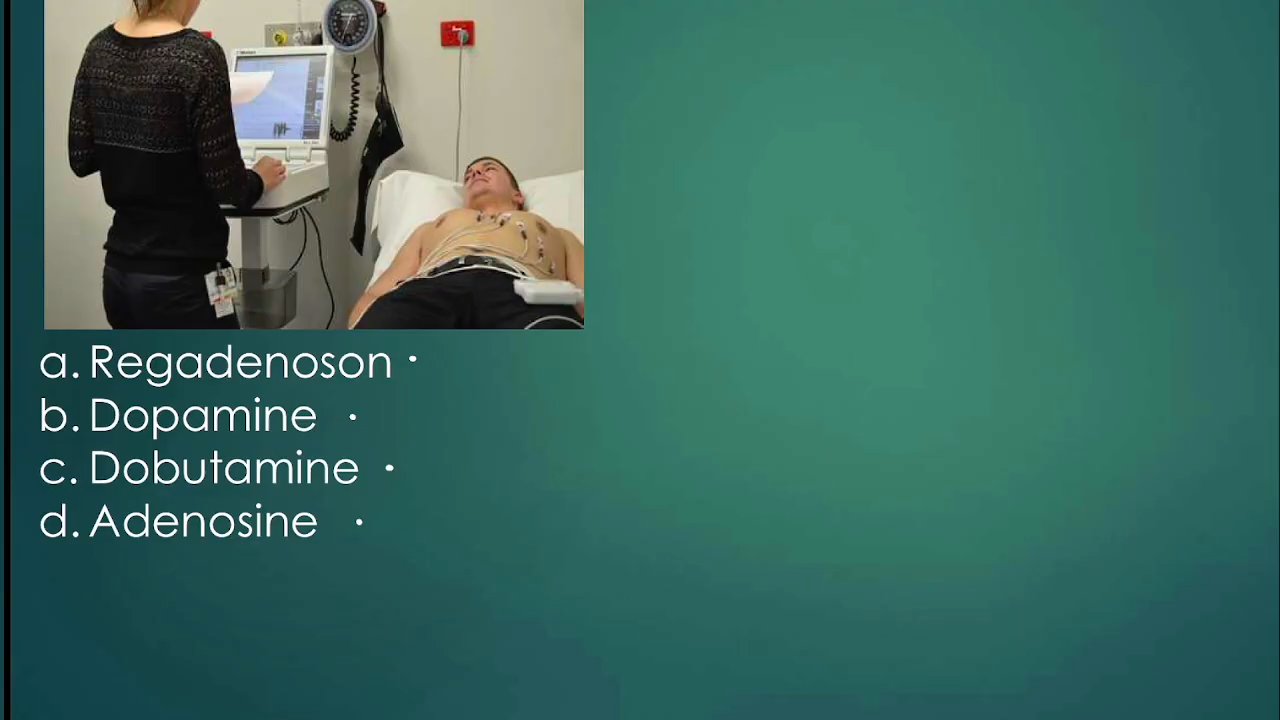 a. Regadenoson ·
b. Dopamine ·
c. Dobutamine ·
d. Adenosine ·